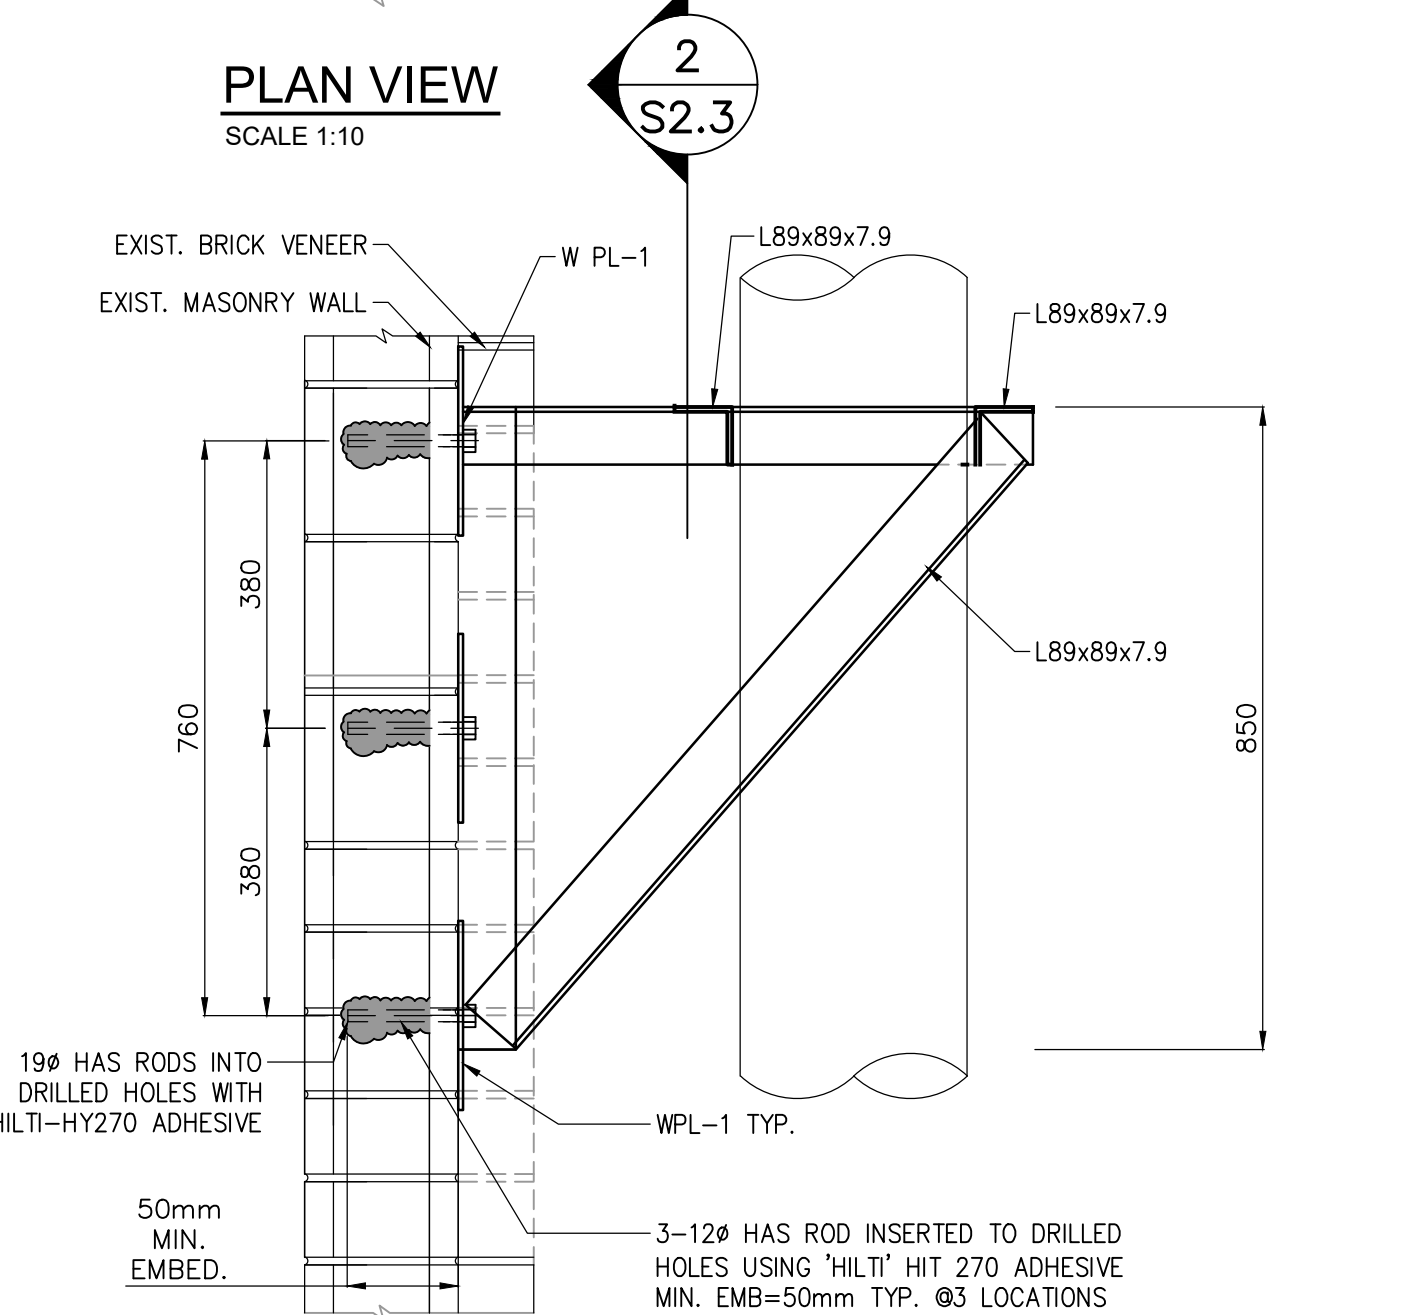 PLAN VIEW
SCALE 1:10
2
S2.3
EXIST. BRICK VENEER
EXIST. MASONRY WALL
W PL-1
L89x89x7.9
L89x89x7.9
L89x89x7.9
380
760
380
850
19ø HAS RODS INTO
DRILLED HOLES WITH
HILTI-HY270 ADHESIVE
WPL-1 TYP.
50mm
MIN.
EMBED.
3-12ø HAS ROD INSERTED TO DRILLED
HOLES USING 'HILTI' HIT 270 ADHESIVE
MIN. EMB=50mm TYP. @3 LOCATIONS